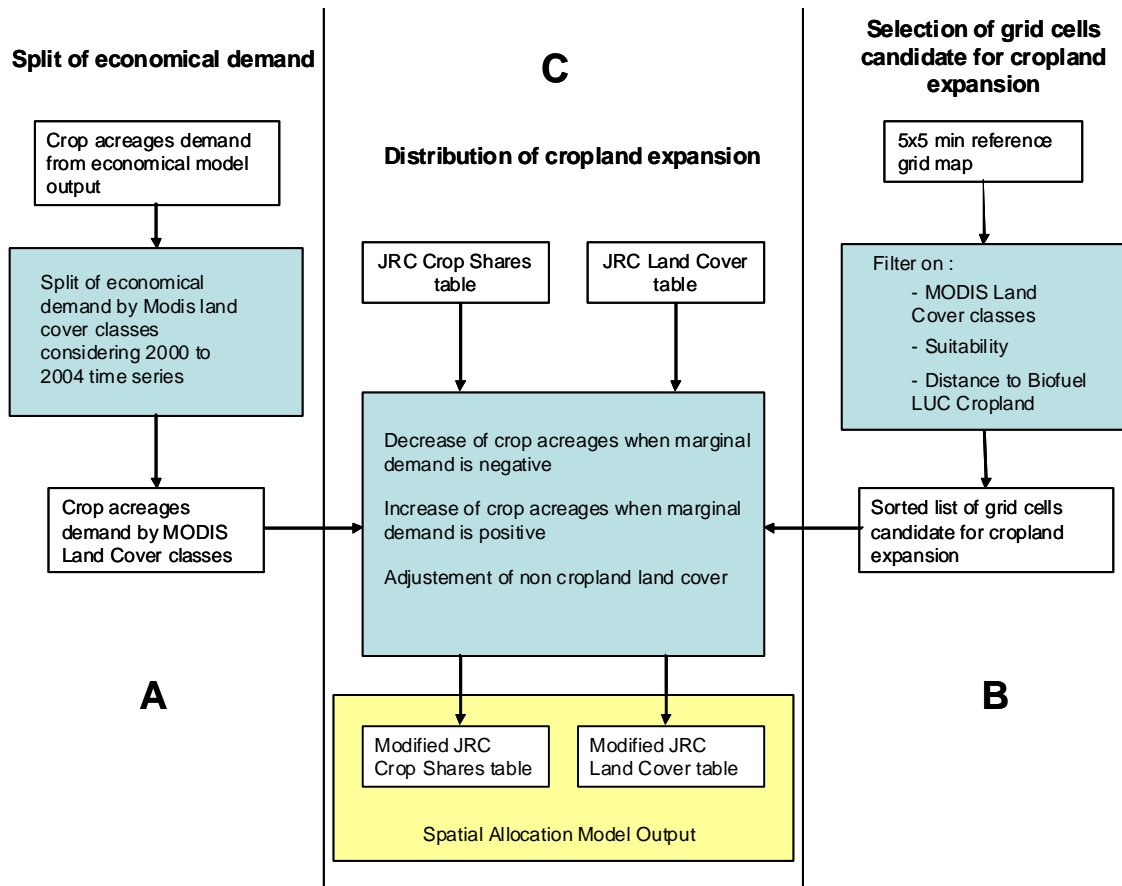 Split of economical demand
Crop acreages demand
from economical model
output
Split of economical
demand by Modis land
cover classes
considering 2000 to
2004 time series
Crop acreages
demand by MODIS
Land Cover classes
A
C
Distribution of cropland expansion
JRC Crop Shares
table
JRC Land Cover
table
Decrease of crop acreages when marginal
demand is negative
Increase of crop acreages when marginal
demand is positive
Adjustement of non cropland land cover
Modified JRC
Crop Shares table
Modified JRC
Land Cover table
Spatial Allocation Model Output
Selection of grid cells
candidate for cropland
expansion
5x5 min reference
grid map
Filter on :
- MODIS Land
Cover classes
- Suitability
- Distance to Biofuel
LUC Cropland
Sorted list of grid cells
candidate for cropland
expansion
B